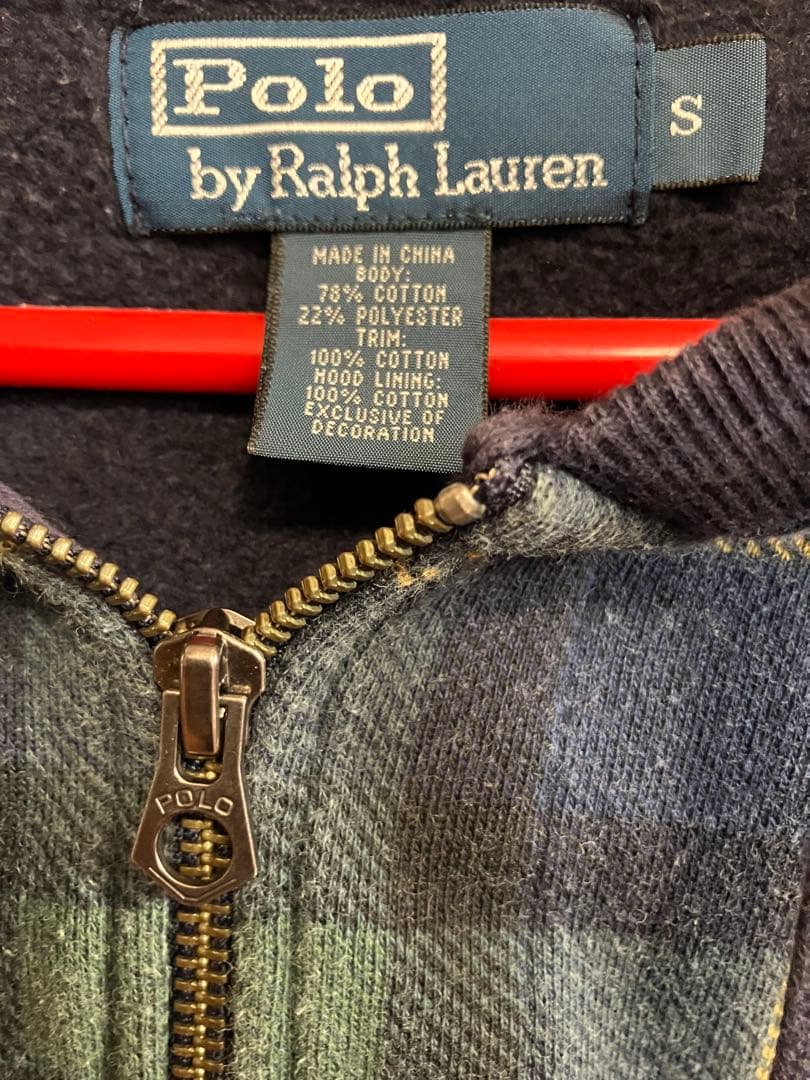 Polo
by Ralph Lauren
S
MADE IN CHINA
BODY:
78% COTTON
22% POLYESTER
TRIM:
100% COTTON
HOOD LINING:
100% COTTON
EXCLUSIVE OF
DECORATION
POLO